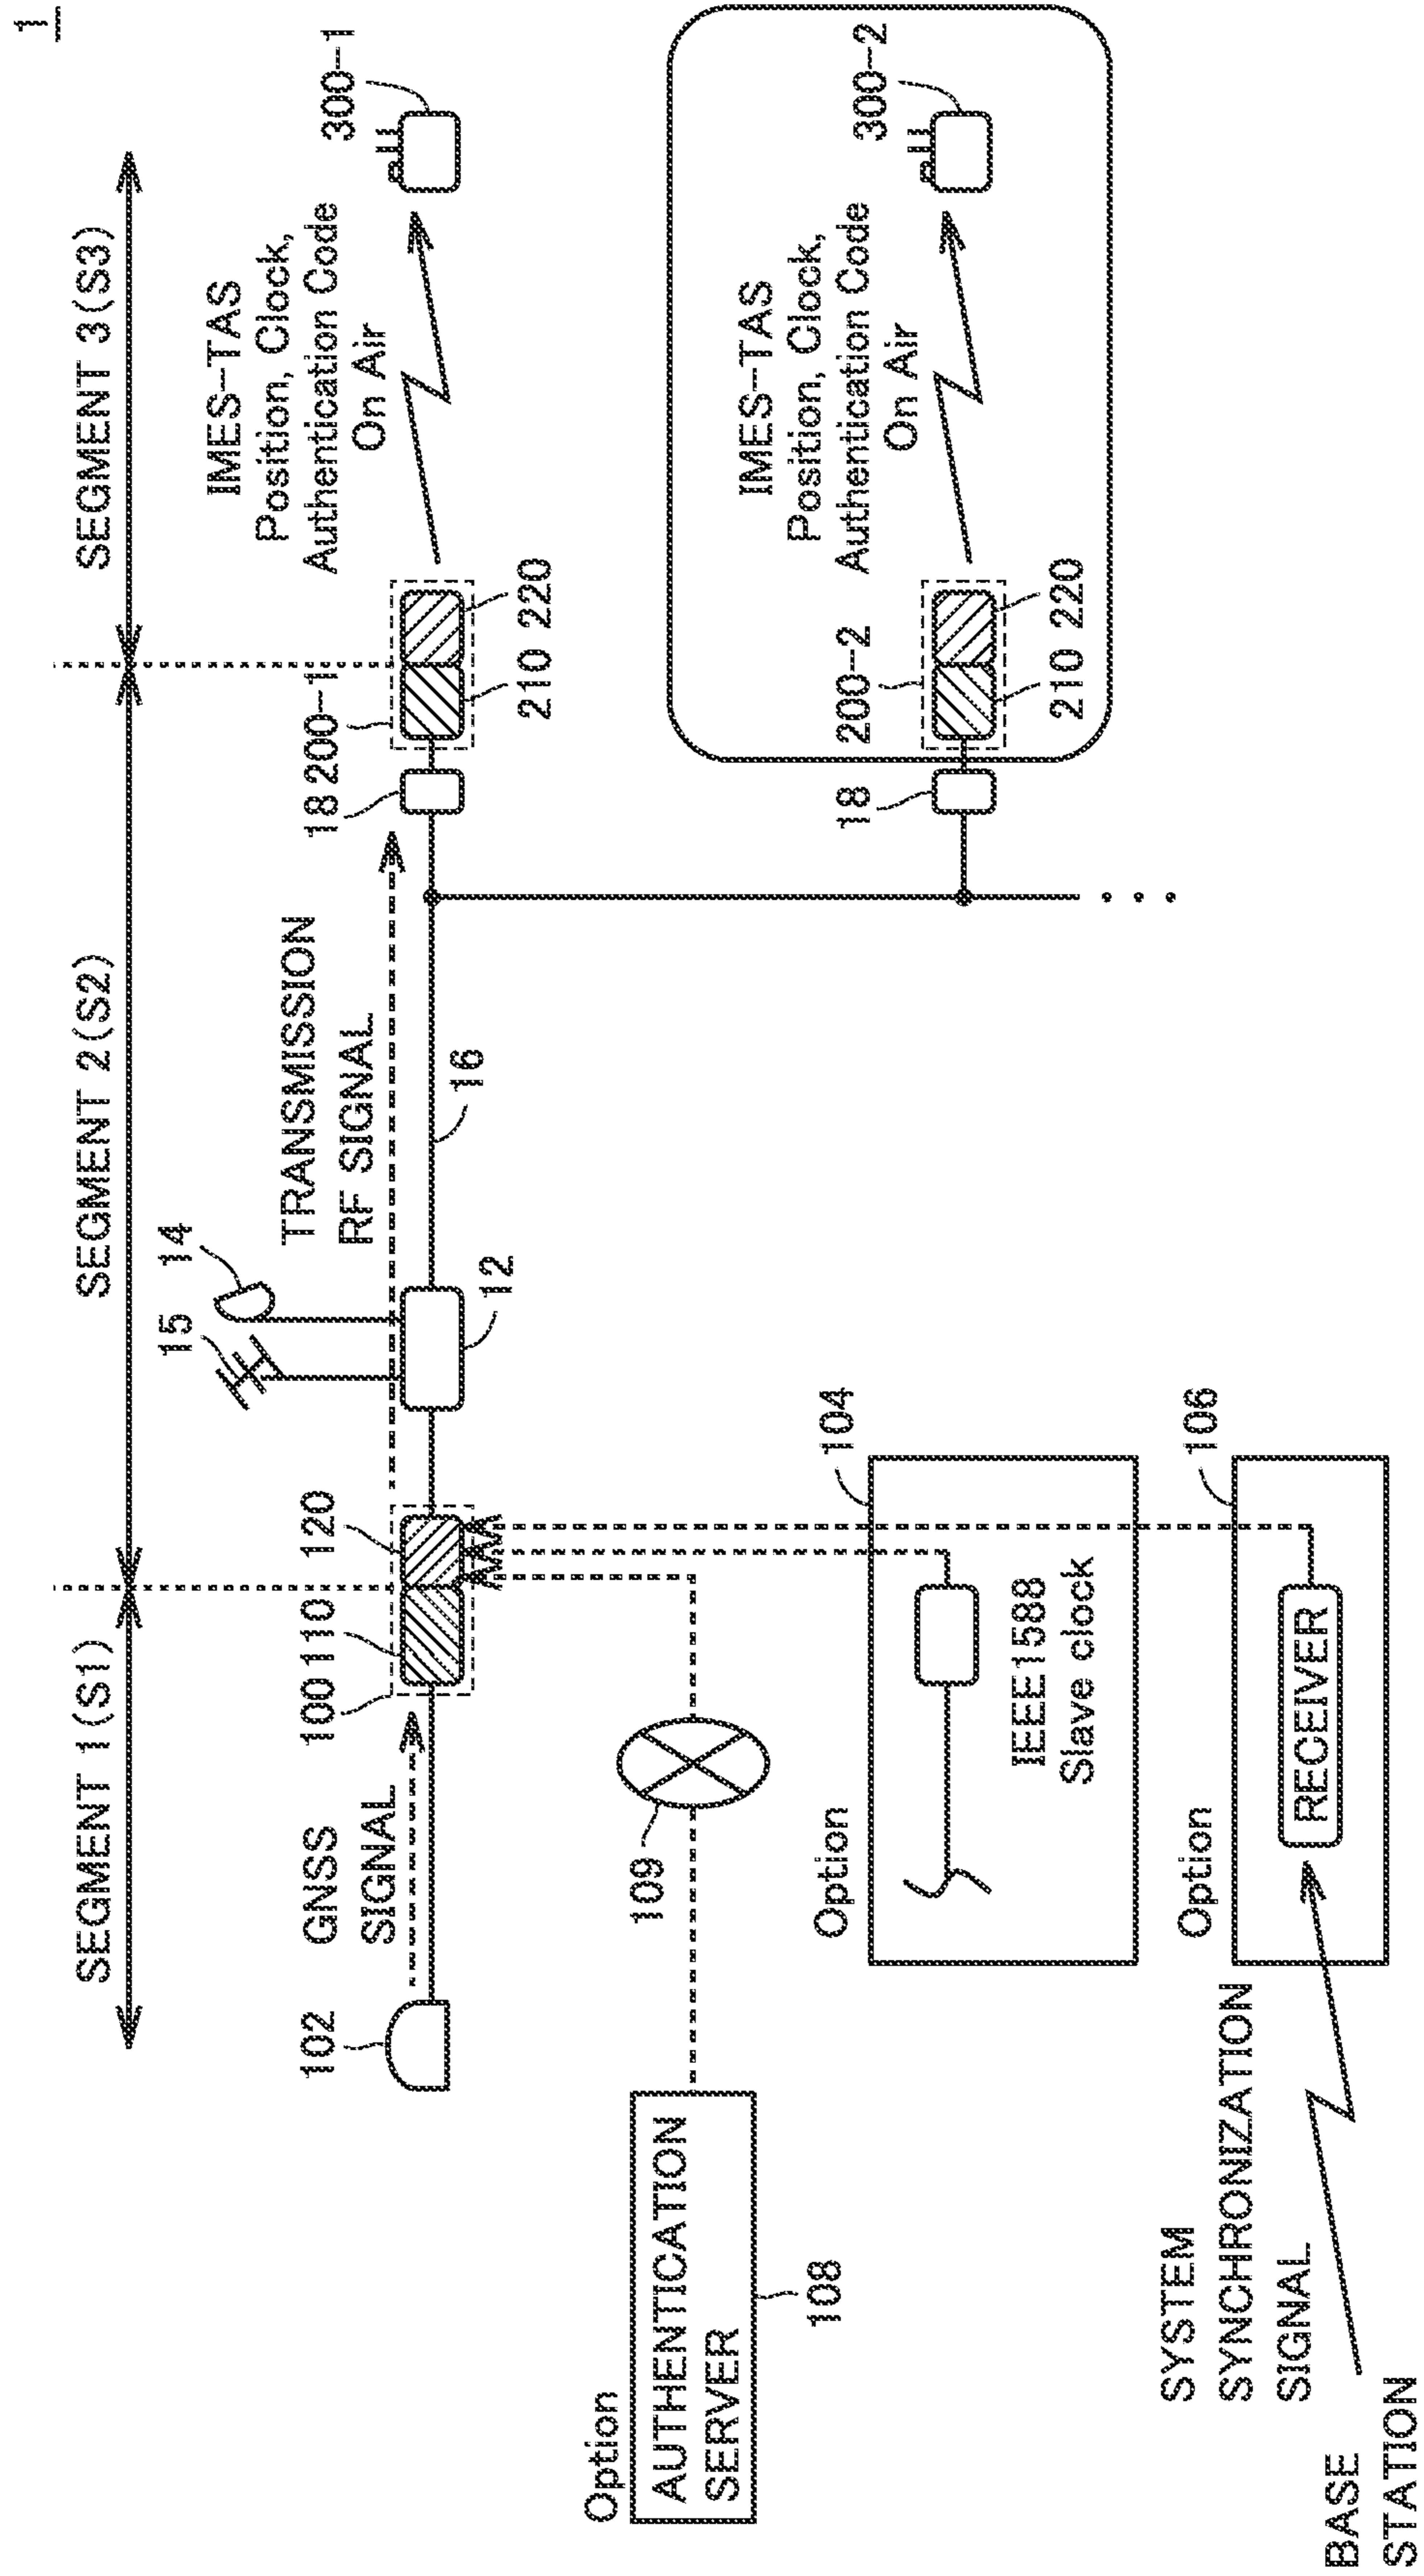 1
SEGMENT 1(S1)
SEGMENT 2(S2)
SEGMENT 3(S3)
102
GNSS
SIGNAL
100
110
120
15
14
12
TRANSMISSION
RF SIGNAL
16
18
200-1
210
220
IMES-TAS
Position, Clock,
Authentication Code
On Air
300-1
18
200-2
210
220
IMES-TAS
Position, Clock,
Authentication Code
On Air
300-2
Option
AUTHENTICATION
SERVER
108
109
Option
104
IEEE1588
Slave clock
Option
106
RECEIVER
SYSTEM
SYNCHRONIZATION
SIGNAL
BASE
STATION